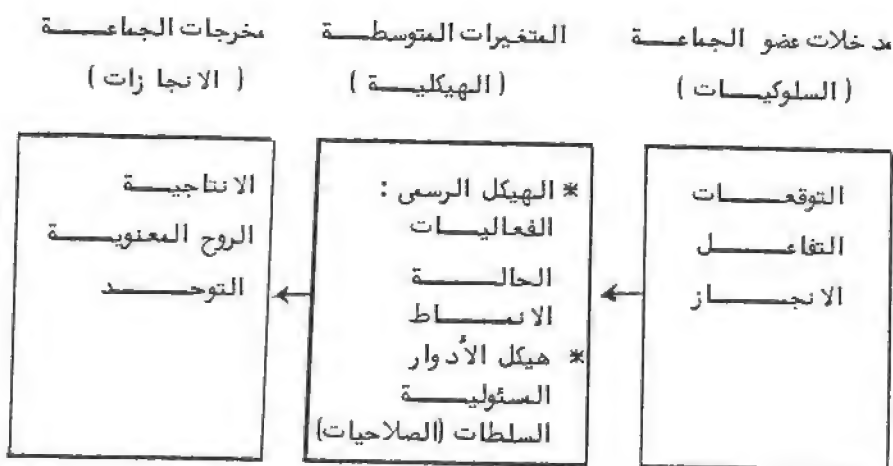 مدخلات عضو الجماعة
(السلوكيات)
التوقعات
التفاعل
الانجاز
المتغيرات المتوسطة
(الهيكلية)
* الهيكل الرسمى :
الفعاليات
الحالة
الانماط
* هيكل الأدوار
المسئولية
السلطات (الصلاحيات)
مخرجات الجماعة
(الانجازات)
الانتاجية
الروح المعنوية
التوحد